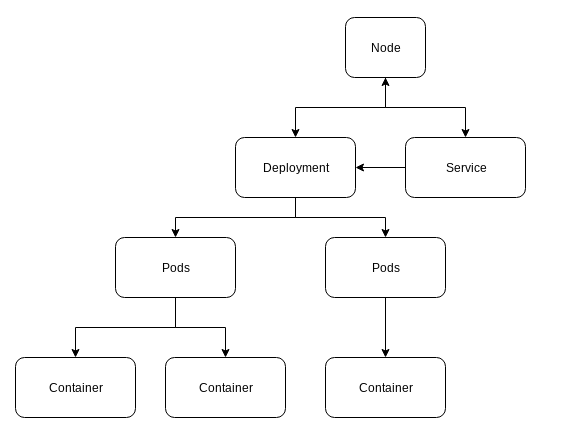 Node
Deployment
Service
Pods
Pods
Container
Container
Container